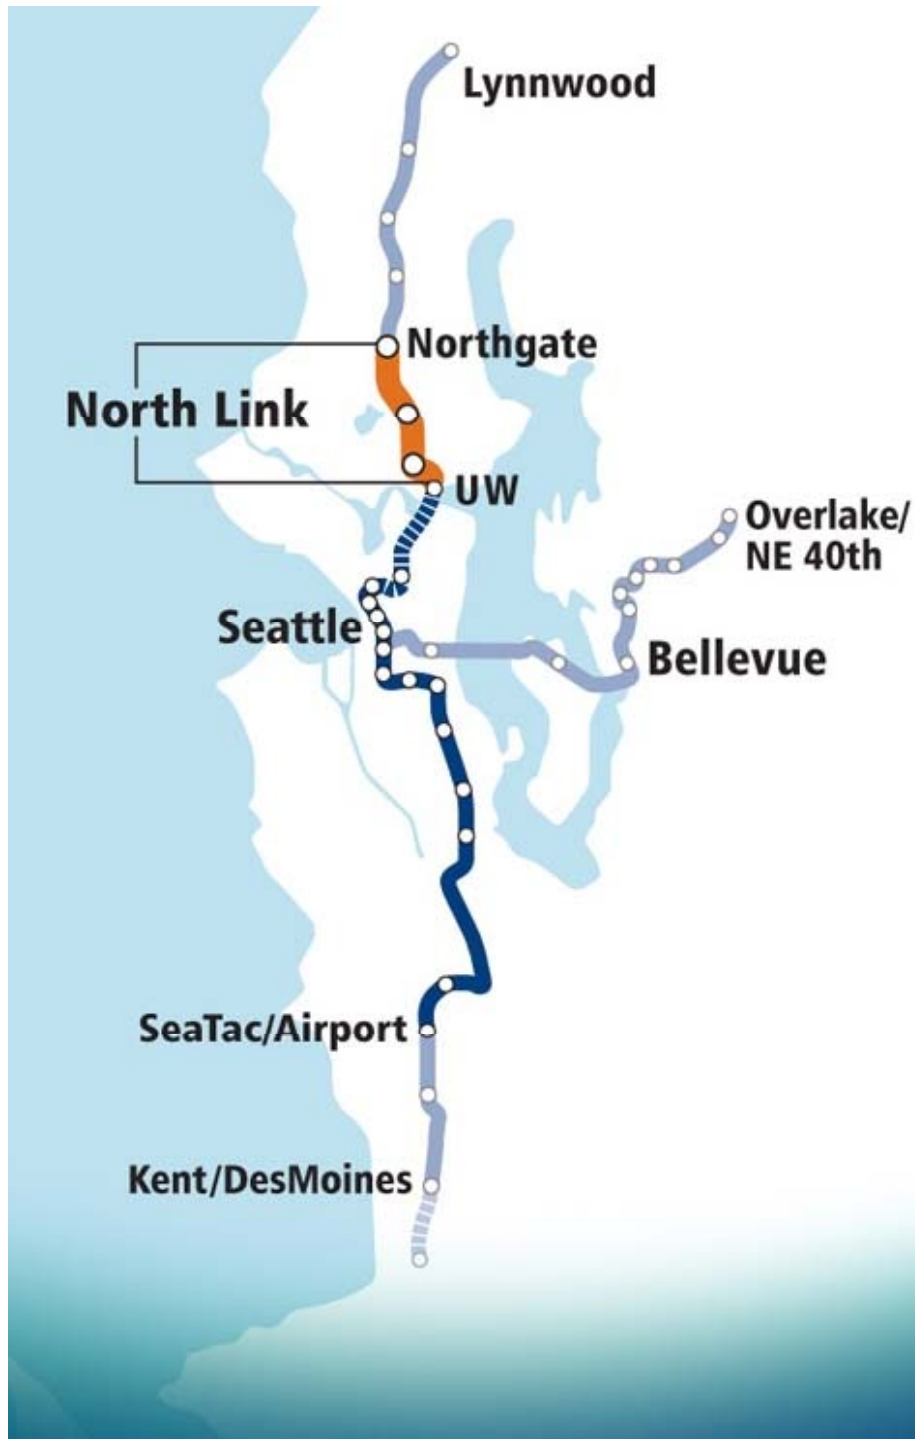 Lynnwood
Northgate
North Link
UW
Overlake/
NE 40th
Seattle
Bellevue
SeaTac/Airport
Kent/DesMoines